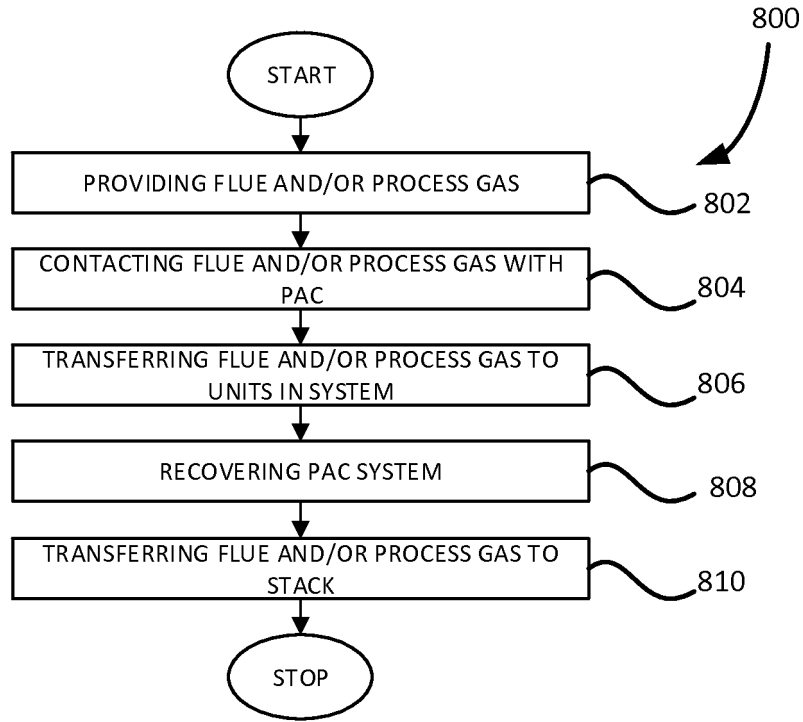 800
START
PROVIDING FLUE AND/OR PROCESS GAS
802
CONTACTING FLUE AND/OR PROCESS GAS WITH
PAC
804
TRANSFERRING FLUE AND/OR PROCESS GAS TO
UNITS IN SYSTEM
806
RECOVERING PAC SYSTEM
808
TRANSFERRING FLUE AND/OR PROCESS GAS TO
STACK
810
STOP